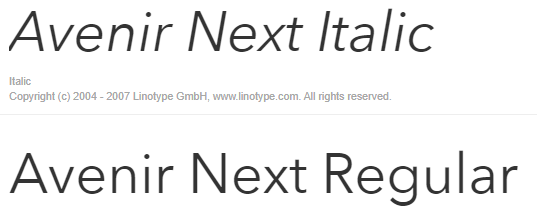 Avenir Next Italic
Italic
Copyright (c) 2004 - 2007 Linotype GmbH, www.linotype.com. All rights reserved.
Avenir Next Regular